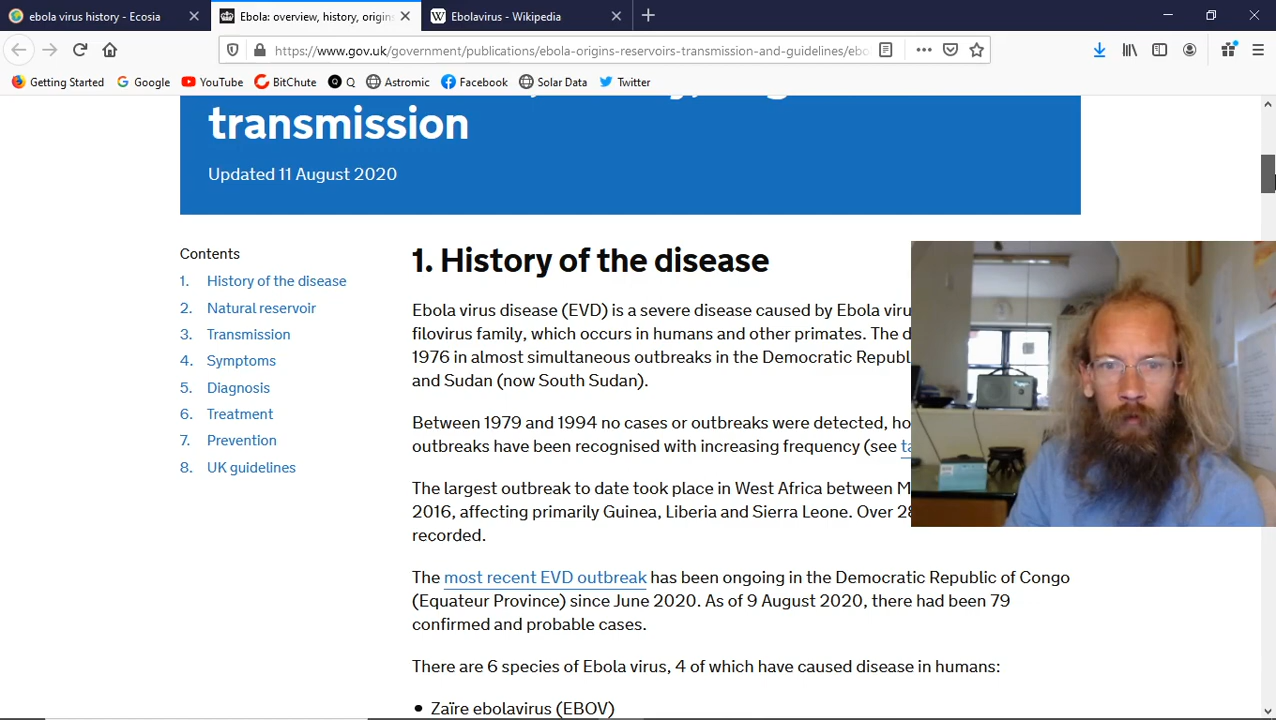 ebola virus history - Ecosia
Ebola: overview, history, origins
Ebolavirus - Wikipedia
https://www.gov.uk/government/publications/ebola-origins-reservoirs-transmission-and-guidelines/ebo
Getting Started
Google
YouTube
BitChute
Q
Astromic
Facebook
Solar Data
Twitter
transmission
Updated 11 August 2020
Contents
1. History of the disease
2. Natural reservoir
3. Transmission
4. Symptoms
5. Diagnosis
6. Treatment
7. Prevention
8. UK guidelines
1. History of the disease
Ebola virus disease (EVD) is a severe disease caused by Ebola viru
filovirus family, which occurs in humans and other primates. The d
1976 in almost simultaneous outbreaks in the Democratic Republ
and Sudan (now South Sudan).
Between 1979 and 1994 no cases or outbreaks were detected, ho
outbreaks have been recognised with increasing frequency (see ta
The largest outbreak to date took place in West Africa between M
2016, affecting primarily Guinea, Liberia and Sierra Leone. Over 28
recorded.
The most recent EVD outbreak has been ongoing in the Democratic Republic of Congo
(Equateur Province) since June 2020. As of 9 August 2020, there had been 79
confirmed and probable cases.
There are 6 species of Ebola virus, 4 of which have caused disease in humans:
• Zaïre ebolavirus (EBOV)